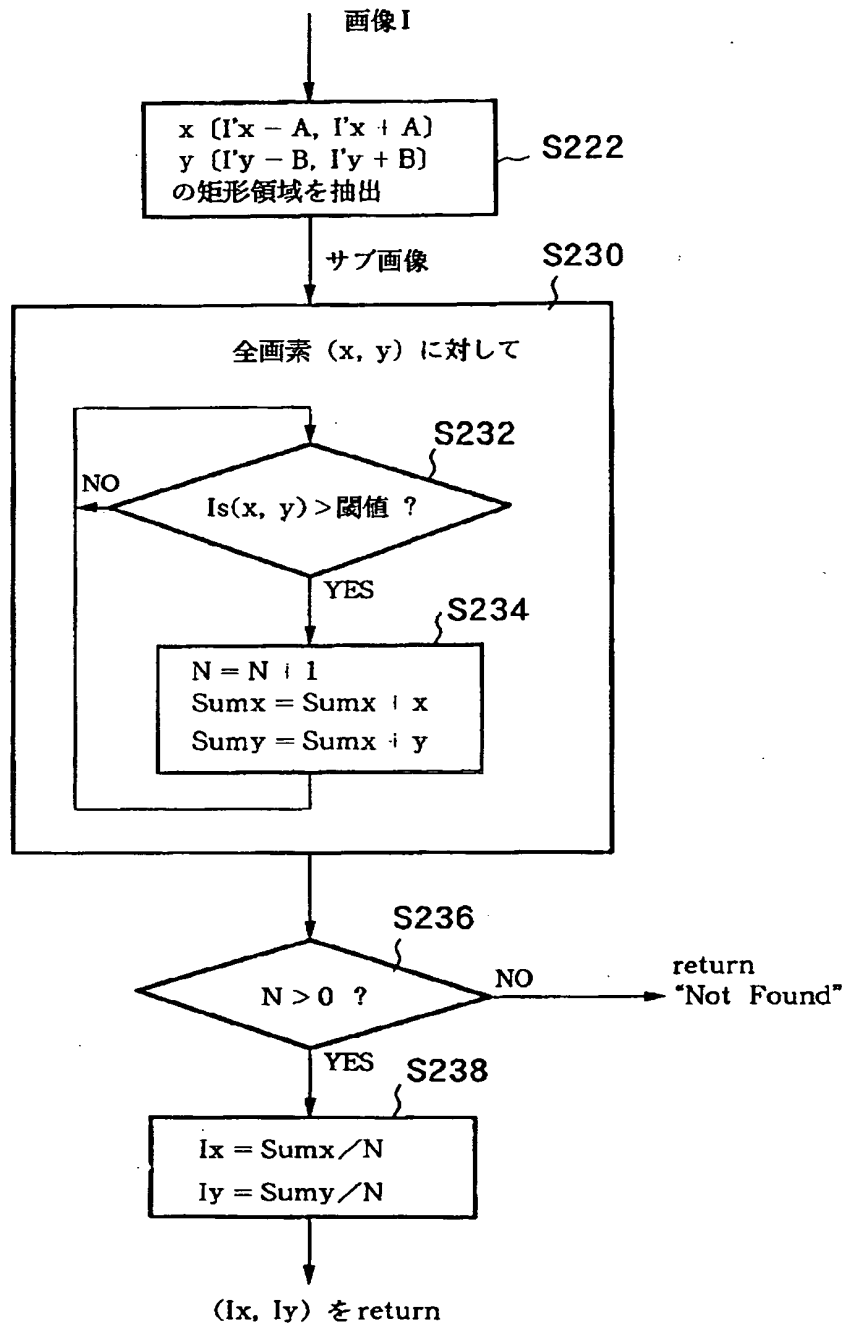 画像I
x〔I'x − A, I'x + A〕
y〔I'y − B, I'y + B〕
の矩形領域を抽出
S222
サブ画像
S230
全画素 (x, y) に対して
S232
NO
Is(x, y) > 閾値 ?
YES
S234
N = N + 1
Sumx = Sumx + x
Sumy = Sumx + y
S236
N > 0 ?
NO
return
“Not Found”
YES
S238
Ix = Sumx／N
Iy = Sumy／N
(Ix, Iy) をreturn